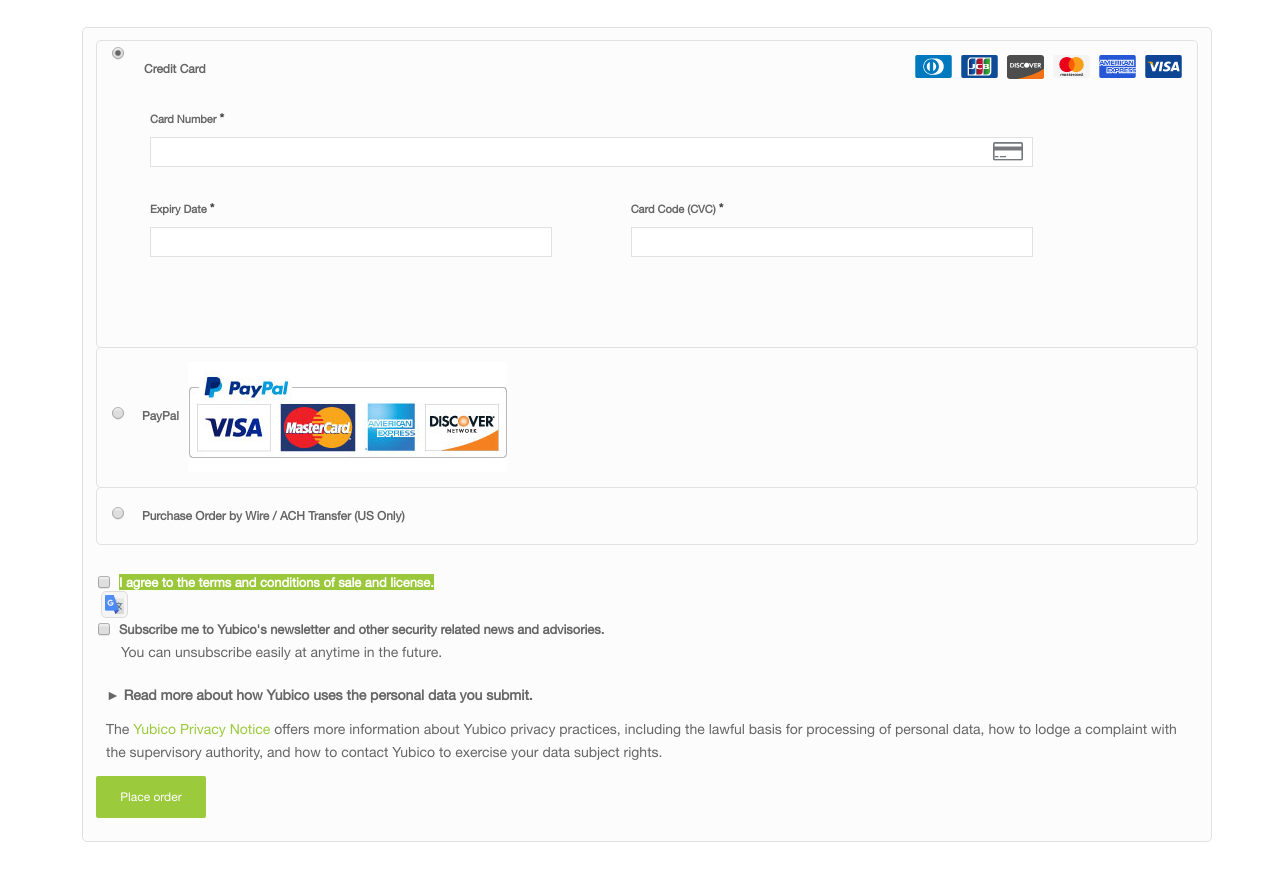 Credit Card
JCB DISCOVER mastercard AMERICAN EXPRESS VISA
Card Number *
Expiry Date * Card Code (CVC) *
PayPal
PayPal
VISA MasterCard AMERICAN EXPRESS DISCOVER NETWORK
Purchase Order by Wire / ACH Transfer (US Only)
I agree to the terms and conditions of sale and license.
G
Subscribe me to Yubico's newsletter and other security related news and advisories.
You can unsubscribe easily at anytime in the future.
► Read more about how Yubico uses the personal data you submit.
The Yubico Privacy Notice offers more information about Yubico privacy practices, including the lawful basis for processing of personal data, how to lodge a complaint with
the supervisory authority, and how to contact Yubico to exercise your data subject rights.
Place order